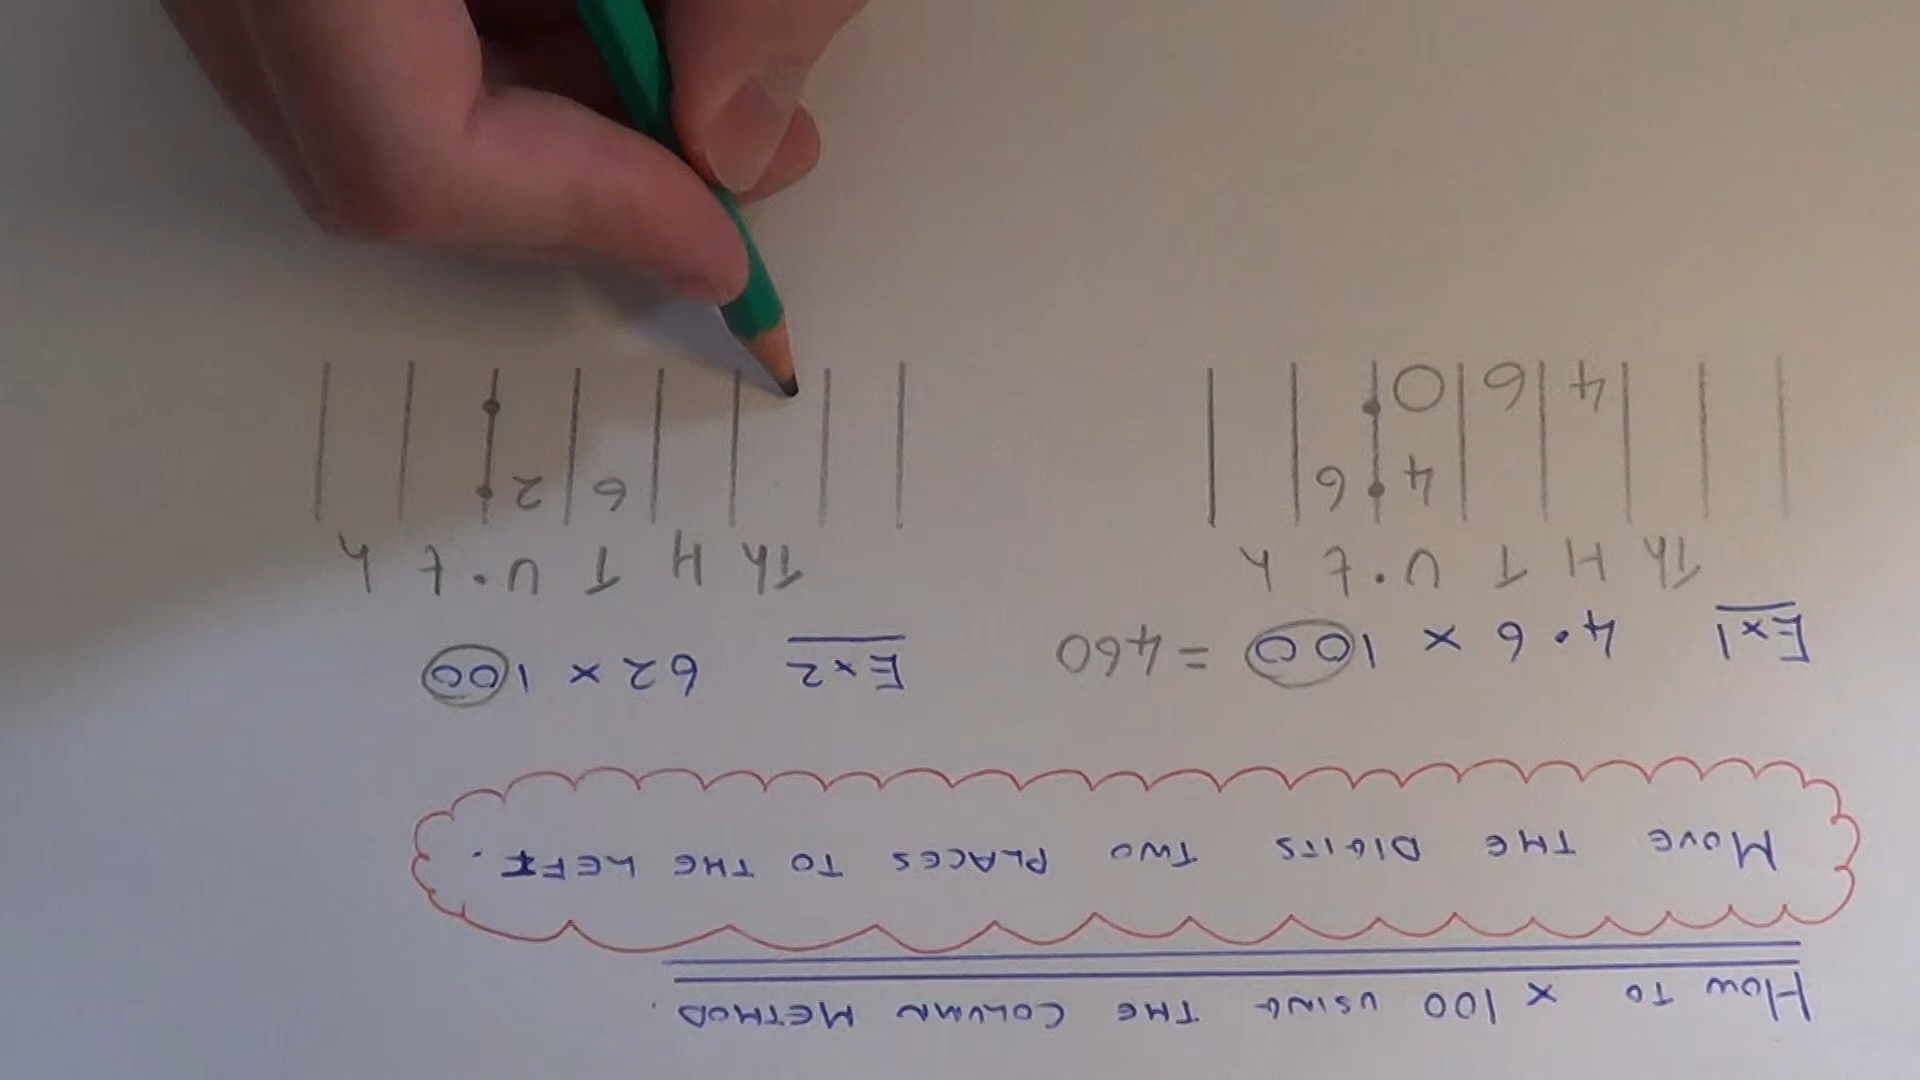 How to x 100 using the column method.
Move the digits two places to the left.
Ex1 4.6 x 100 = 460
Ex2 62 x 100
Th H T U . t h
Th H T U . t h
4 . 6
6 2 .
4 6 0 .
.